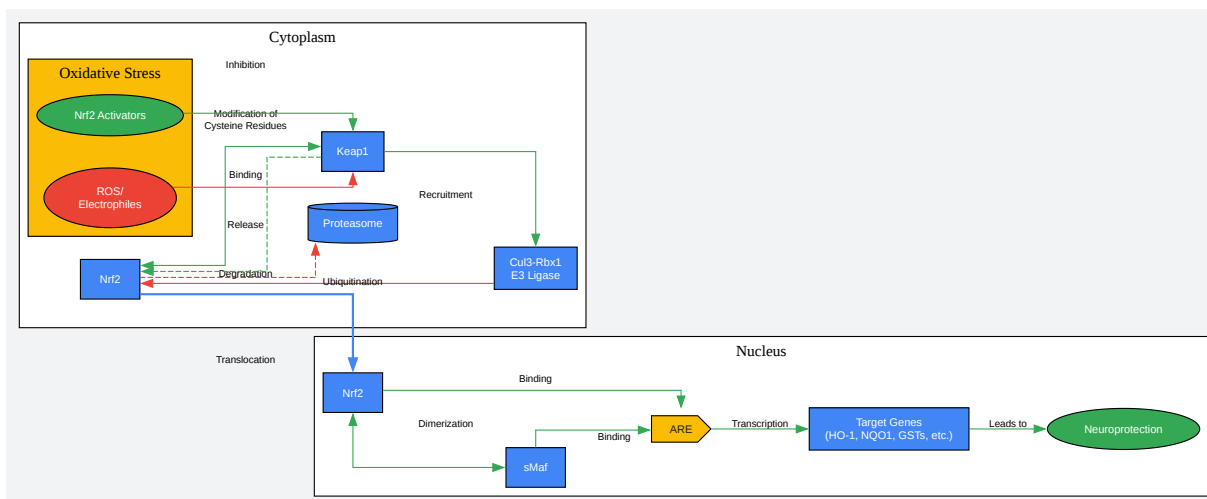 Cytoplasm
Oxidative Stress
Inhibition
Nrf2 Activators
Modification of
Cysteine Residues
Keap1
Binding
ROS/
Electrophiles
Recruitment
Release
Proteasome
Cul3-Rbx1
E3 Ligase
Nrf2
Degradation
Ubiquitination
Translocation
Nucleus
Nrf2
Binding
Dimerization
Binding
ARE
Transcription
Target Genes
(HO-1, NQO1, GSTs, etc.)
Leads to
Neuroprotection
sMaf